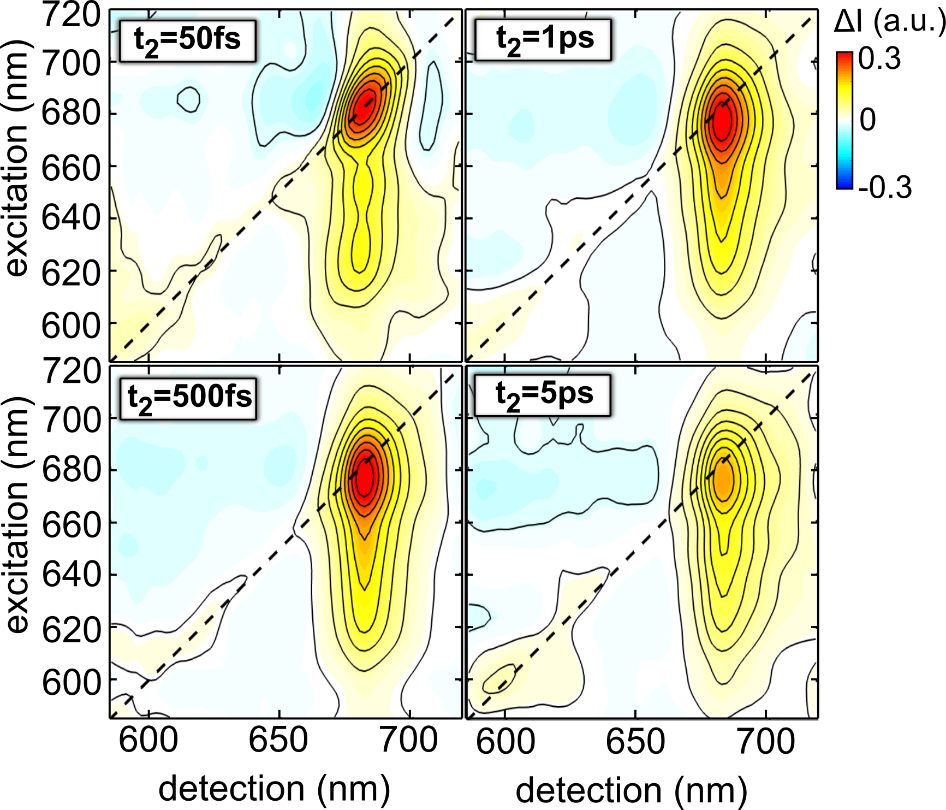 t2=50fs
t2=1ps
ΔI (a.u.)
0.3
0
-0.3
excitation (nm)
720
700
680
660
640
620
600
t2=500fs
t2=5ps
excitation (nm)
720
700
680
660
640
620
600
600 650 700
600 650 700
detection (nm)
detection (nm)